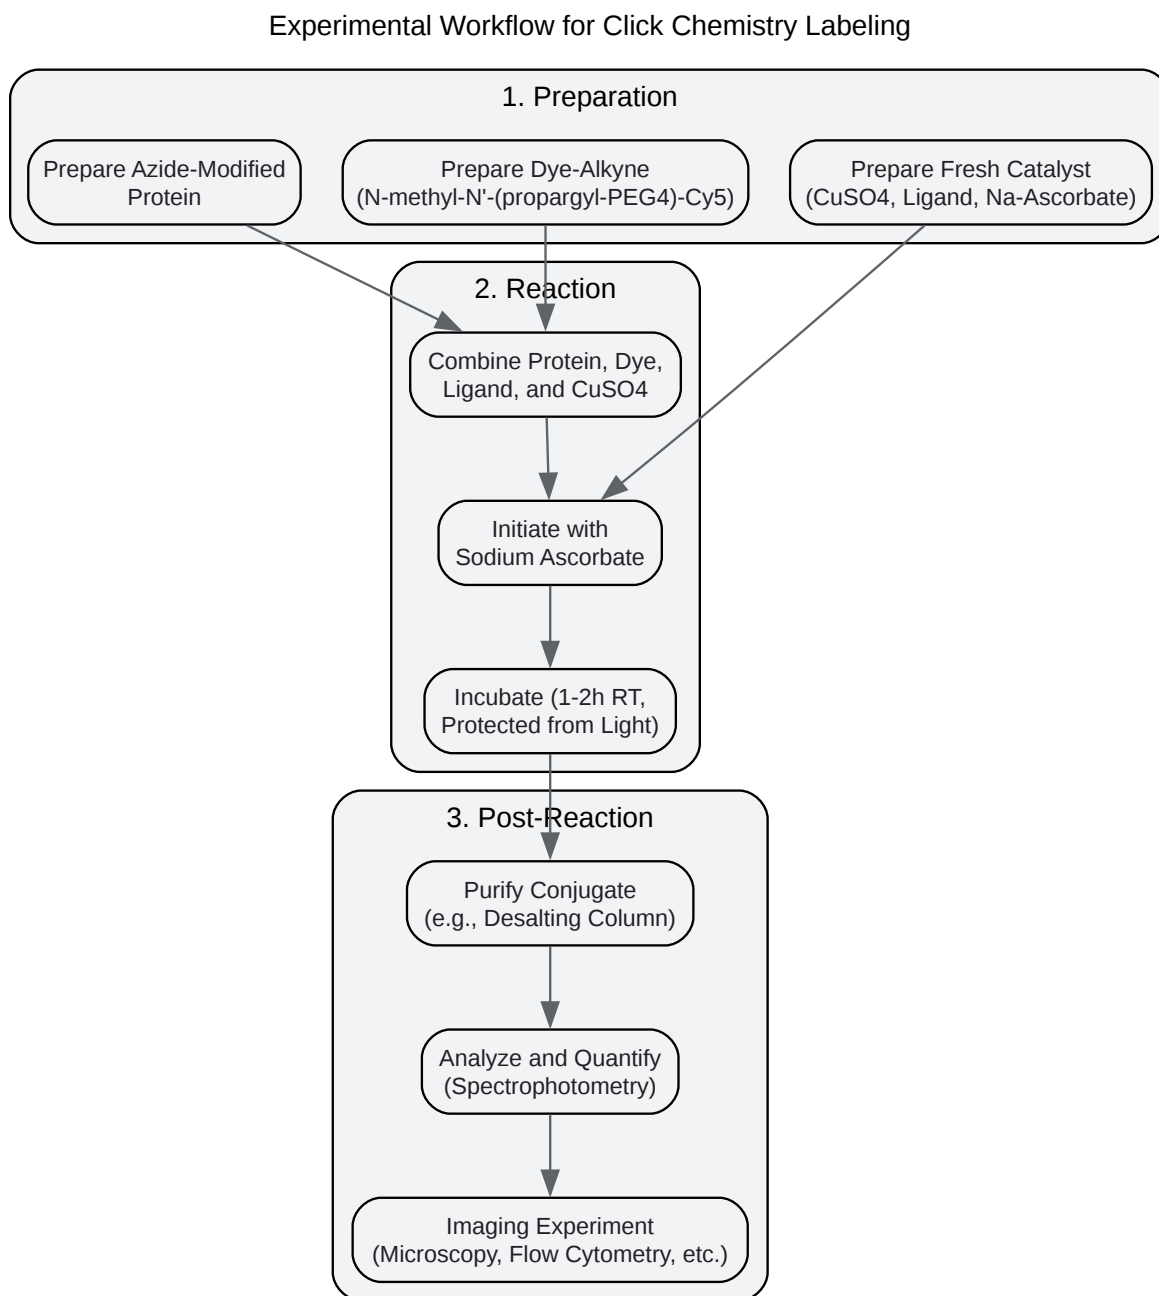 Experimental Workflow for Click Chemistry Labeling
1. Preparation
Prepare Azide-Modified
Protein
Prepare Dye-Alkyne
(N-methyl-N'-(propargyl-PEG4)-Cy5)
Prepare Fresh Catalyst
(CuSO4, Ligand, Na-Ascorbate)
2. Reaction
Combine Protein, Dye,
Ligand, and CuSO4
Initiate with
Sodium Ascorbate
Incubate (1-2h RT,
Protected from Light)
3. Post-Reaction
Purify Conjugate
(e.g., Desalting Column)
Analyze and Quantify
(Spectrophotometry)
Imaging Experiment
(Microscopy, Flow Cytometry, etc.)